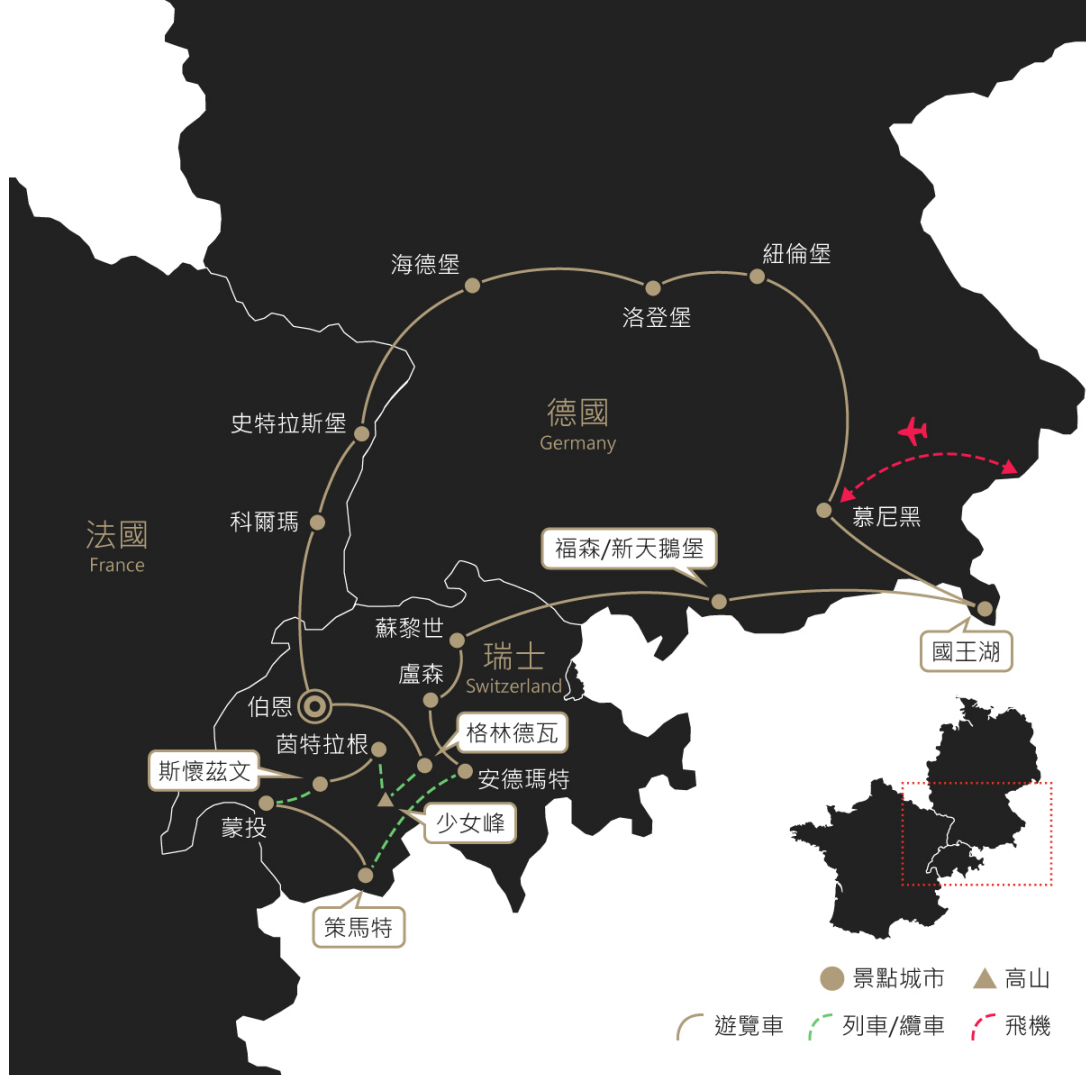 海德堡
紐倫堡
洛登堡
史特拉斯堡
德國
Germany
科爾瑪
慕尼黑
法國
France
福森/新天鵝堡
蘇黎世
瑞士
Switzerland
國王湖
盧森
伯恩
格林德瓦
茵特拉根
斯懷茲文
安德瑪特
少女峰
蒙投
策馬特
景點城市
高山
遊覽車
列車/纜車
飛機